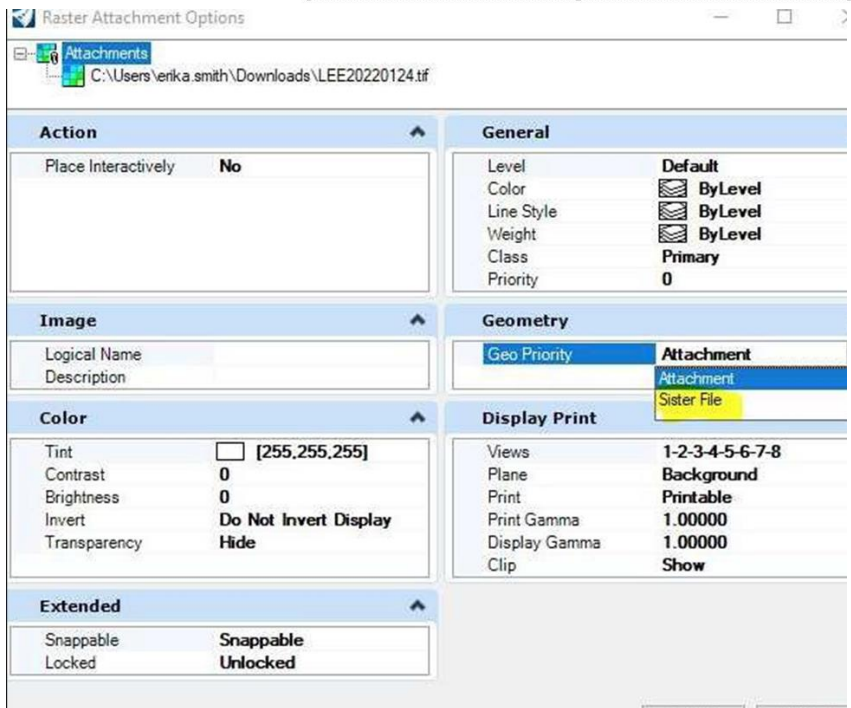 Raster Attachment Options
Attachments
C:\Users\erika.smith\Downloads\LEE20220124.tif
Action
Place Interactively No
General
Level Default
Color ByLevel
Line Style ByLevel
Weight ByLevel
Class Primary
Priority 0
Image
Logical Name
Description
Geometry
Geo Priority Attachment
Attachment
Sister File
Color
Tint [255,255,255]
Contrast 0
Brightness 0
Invert Do Not Invert Display
Transparency Hide
Display Print
Views 1-2-3-4-5-6-7-8
Plane Background
Print Printable
Print Gamma 1.00000
Display Gamma 1.00000
Clip Show
Extended
Snappable Snappable
Locked Unlocked